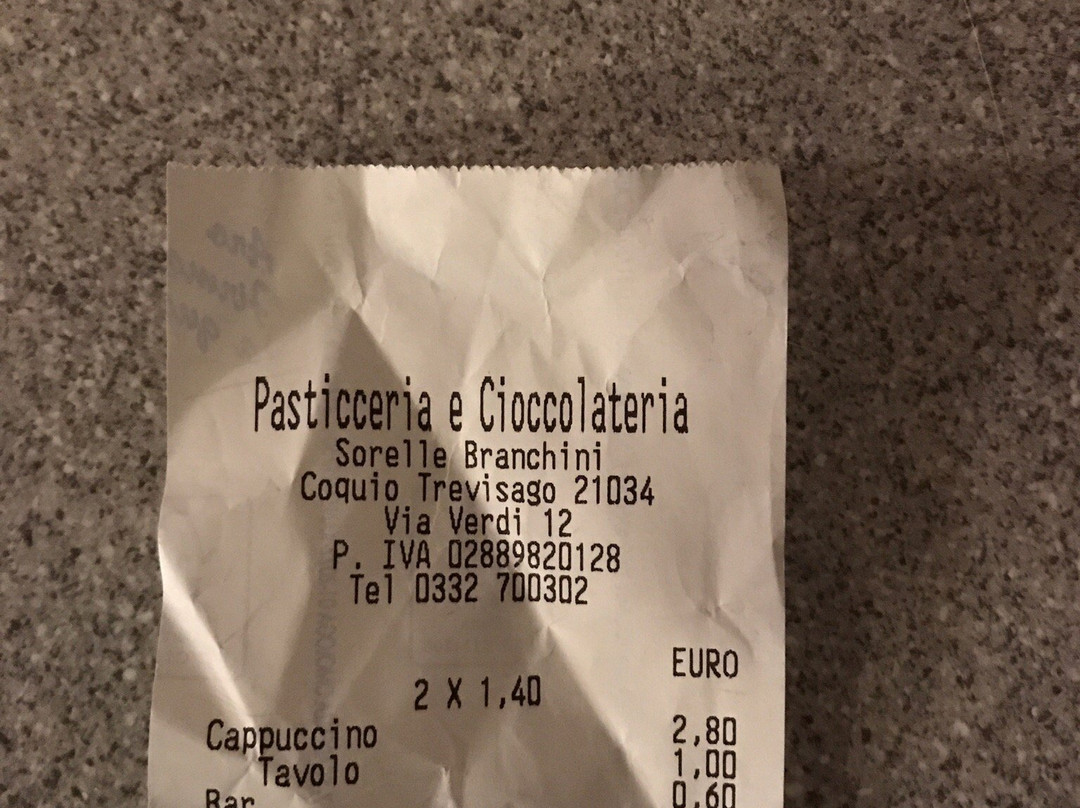 Pasticceria e Cioccolateria
Sorelle Branchini
Coquio Trevisago 21034
Via Verdi 12
P. IVA 02889820128
Tel 0332 700302
EURO
2 X 1,40
Cappuccino 2,80
Tavolo 1,00
Bar 0,60